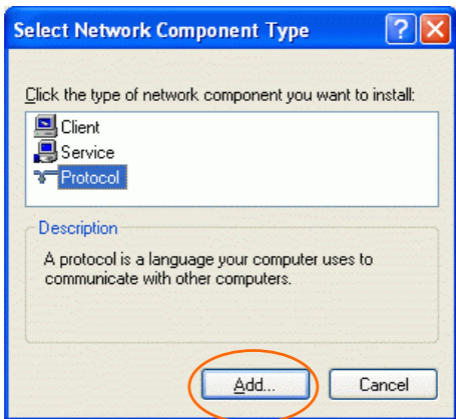 Select Network Component Type
Click the type of network component you want to install:
Client
Service
Protocol
Description
A protocol is a language your computer uses to
communicate with other computers.
Add...
Cancel